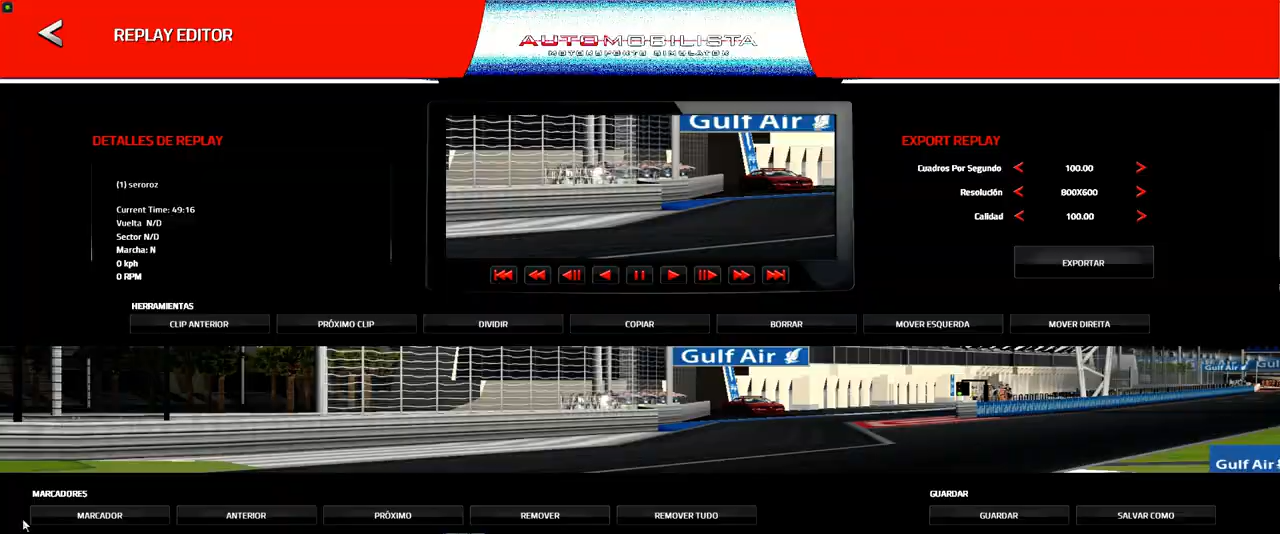 REPLAY EDITOR
AUTOMOBILISTA
MOTORSPORTS SIMULATOR
DETALLES DE REPLAY
(1) seroroz
Current Time: 49:16
Vuelta N/D
Sector N/D
Marcha: N
0 kph
0 RPM
Gulf Air
EXPORT REPLAY
Cuadros Por Segundo 100.00
Resolución 800X600
Calidad 100.00
EXPORTAR
HERRAMIENTAS
CLIP ANTERIOR PRÓXIMO CLIP DIVIDIR COPIAR BORRAR MOVER ESQUERDA MOVER DIREITA
Gulf Air
Gulf Air
Gulf
Gulf Air
MARCADORES
MARCADOR ANTERIOR PRÓXIMO REMOVER REMOVER TUDO
GUARDAR
GUARDAR SALVAR COMO